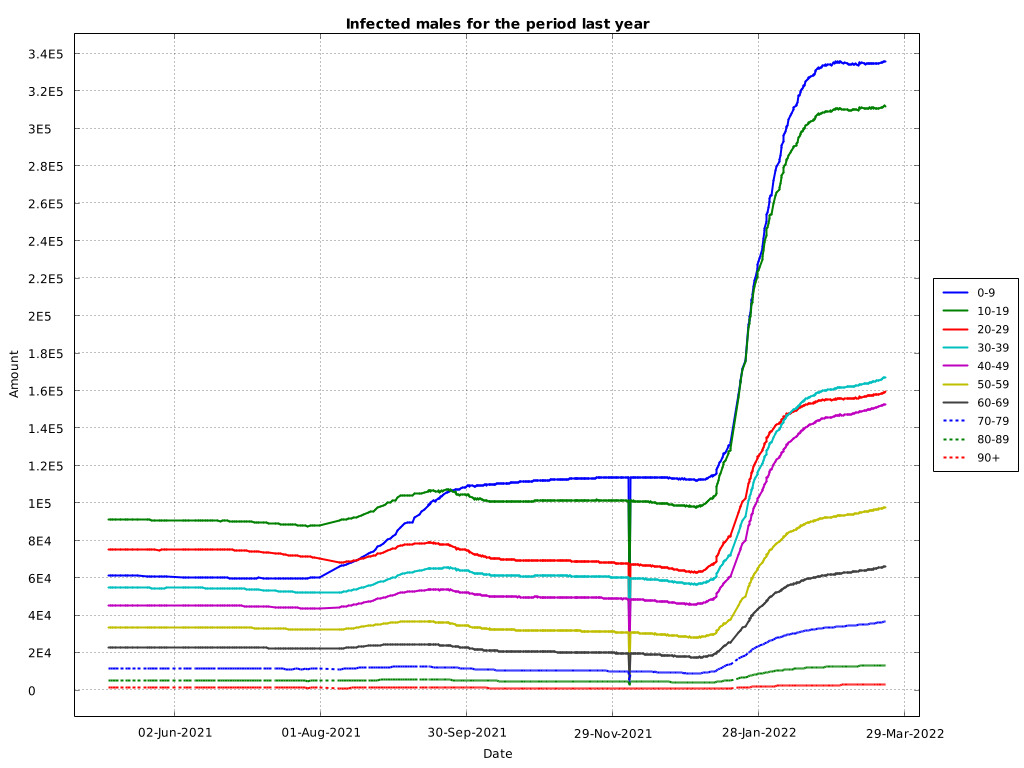 Infected males for the period last year
3.4E5
3.2E5
3E5
2.8E5
2.6E5
2.4E5
2.2E5
2E5
1.8E5
1.6E5
1.4E5
1.2E5
1E5
8E4
6E4
4E4
2E4
0
Amount
02-Jun-2021
01-Aug-2021
30-Sep-2021
29-Nov-2021
28-Jan-2022
29-Mar-2022
Date
0-9
10-19
20-29
30-39
40-49
50-59
60-69
70-79
80-89
90+